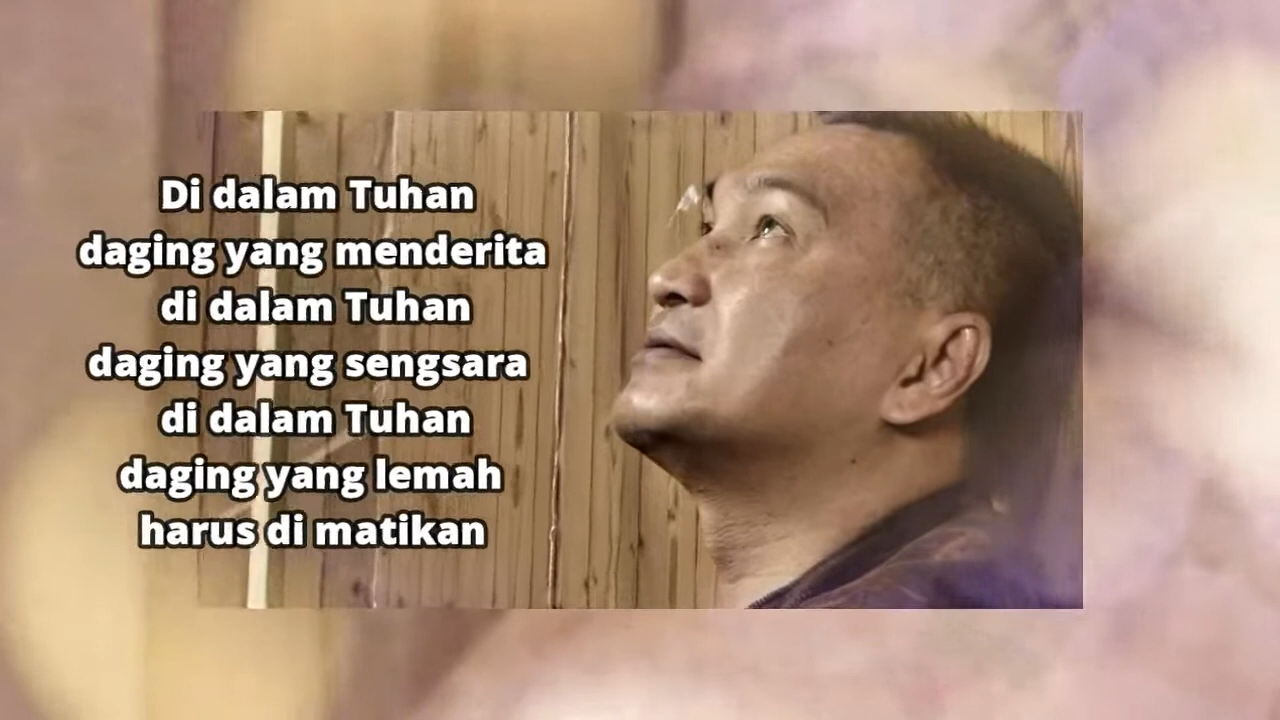 Di dalam Tuhan
daging yang menderita
di dalam Tuhan
daging yang sengsara
di dalam Tuhan
daging yang lemah
harus di matikan